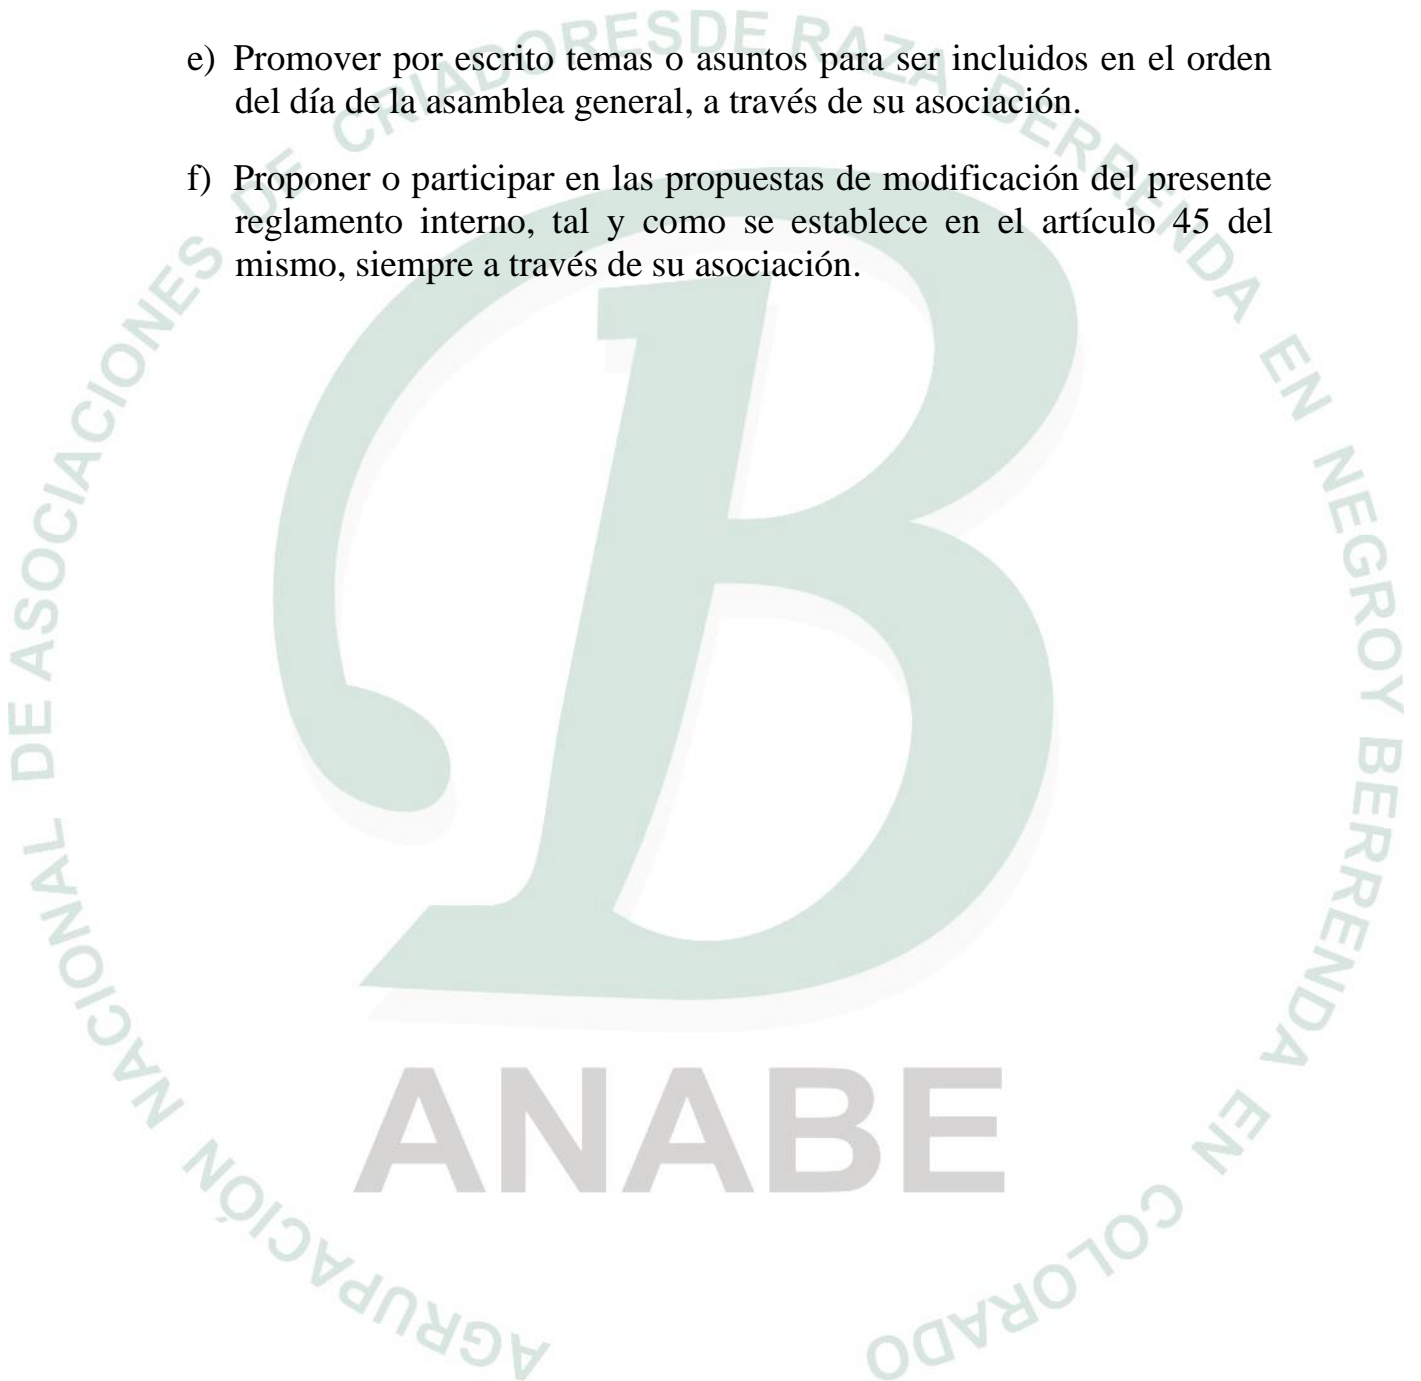 e) Promover por escrito temas o asuntos para ser incluidos en el orden
del día de la asamblea general, a través de su asociación.
f) Proponer o participar en las propuestas de modificación del presente
reglamento interno, tal y como se establece en el artículo 45 del
mismo, siempre a través de su asociación.
AGRUPACIÓN NACIONAL DE ASOCIACIONES DE CRIADORESDE RAZA BERRENDA EN NEGROY BERRENDA EN COLORADO
B
ANABE